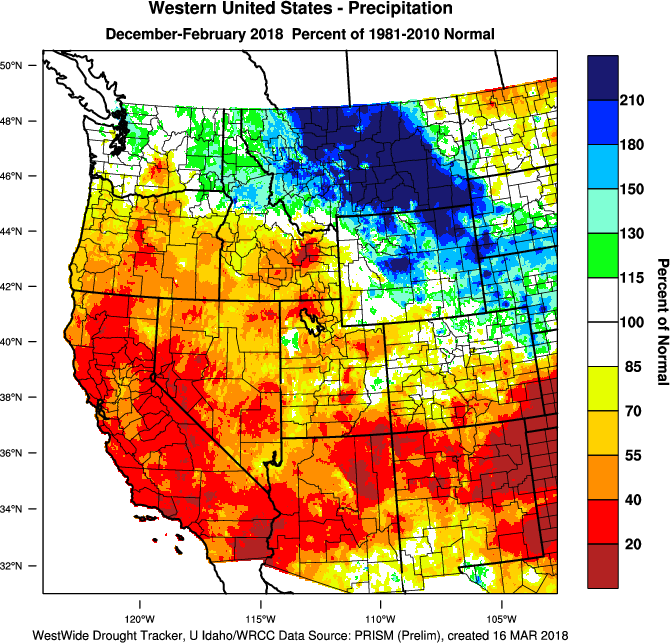 Western United States - Precipitation
December-February 2018 Percent of 1981-2010 Normal
50°N
48°N
46°N
44°N
42°N
40°N
38°N
36°N
34°N
32°N
120°W 115°W 110°W 105°W
210
180
150
130
115
100
85
70
55
40
20
Percent of Normal
WestWide Drought Tracker, U Idaho/WRCC Data Source: PRISM (Prelim), created 16 MAR 2018